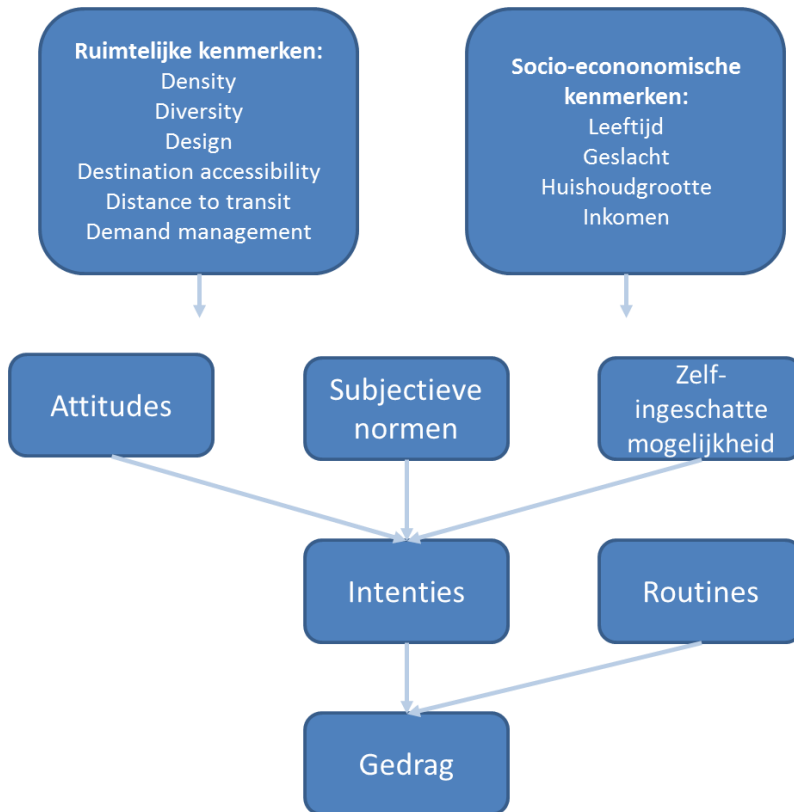 Ruimtelijke kenmerken:
Density
Diversity
Design
Destination accessibility
Distance to transit
Demand management
Socio-econonomische
kenmerken:
Leeftijd
Geslacht
Huishoudgrootte
Inkomen
Attitudes
Subjectieve
normen
Zelf-
ingeschatte
mogelijkheid
Intenties
Routines
Gedrag